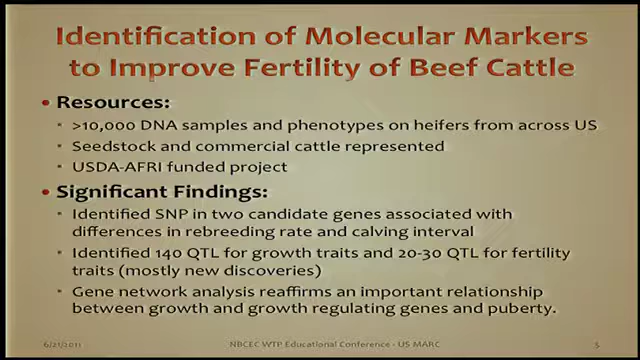 Identification of Molecular Markers
to Improve Fertility of Beef Cattle
• Resources:
▪ >10,000 DNA samples and phenotypes on heifers from across US
▪ Seedstock and commercial cattle represented
▪ USDA-AFRI funded project
• Significant Findings:
▪ Identified SNP in two candidate genes associated with
differences in rebreeding rate and calving interval
▪ Identified 140 QTL for growth traits and 20-30 QTL for fertility
traits (mostly new discoveries)
▪ Gene network analysis reaffirms an important relationship
between growth and growth regulating genes and puberty.
6/21/2011 NBCEC WTP Educational Conference - US MARC 5